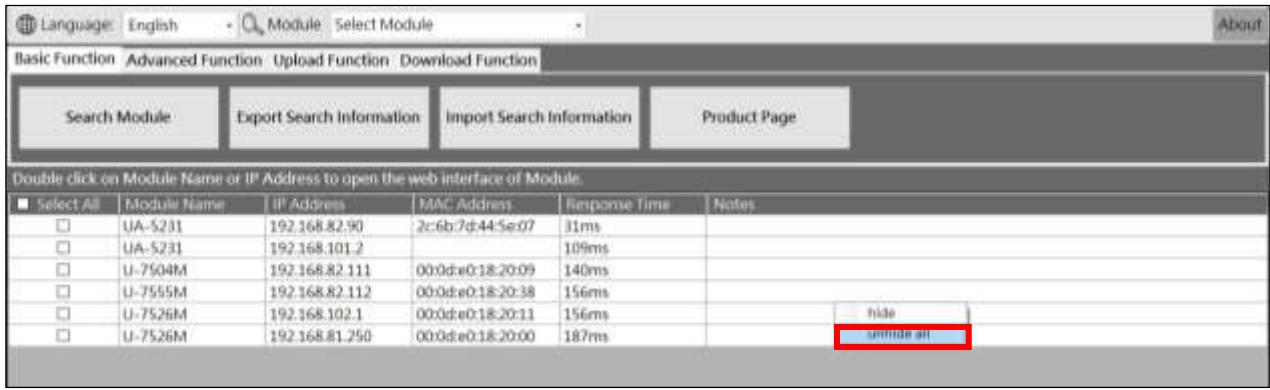 Language: English Module Select Module About
Basic Function Advanced Function Upload Function Download Function
Search Module Export Search Information Import Search Information Product Page
Double click on Module Name or IP Address to open the web interface of Module.
Select All Module Name IP Address MAC Address Response Time Notes
UA-5231 192.168.82.90 2c:6b:7d:44:5e:07 31ms
UA-5231 192.168.101.2 109ms
U-7504M 192.168.82.111 00:0d:e0:18:20:09 140ms
U-7555M 192.168.82.112 00:0d:e0:18:20:38 156ms
U-7526M 192.168.102.1 00:0d:e0:18:20:11 156ms hide
U-7526M 192.168.81.250 00:0d:e0:18:20:00 187ms unhide all